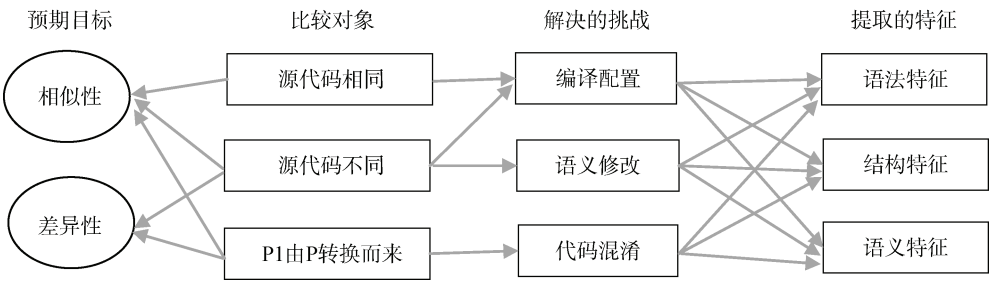 预期目标
比较对象
解决的挑战
提取的特征
相似性
源代码相同
编译配置
语法特征
源代码不同
语义修改
结构特征
差异性
P1由P转换而来
代码混淆
语义特征